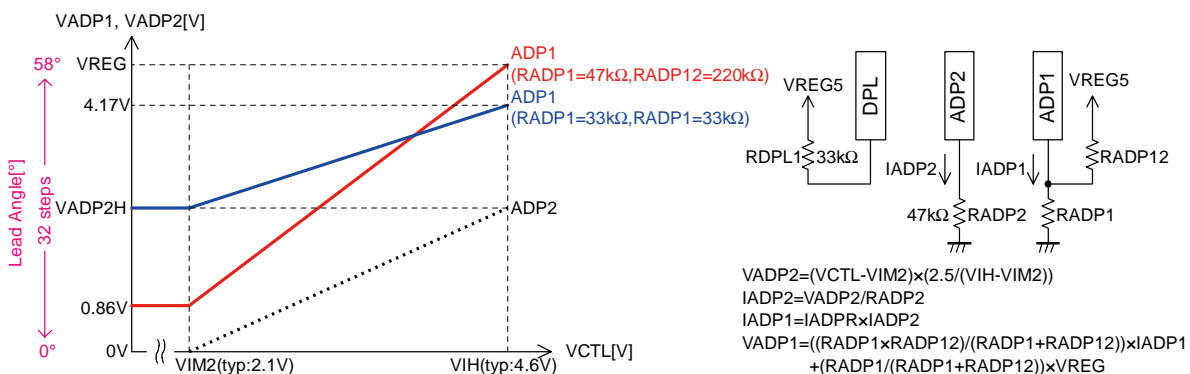 VADP1, VADP2[V]
58°
VREG
4.17V
VADP2H
0.86V
0°
0V
Lead Angle[°]
32 steps
VIM2(typ:2.1V)
VIH(typ:4.6V)
VCTL[V]
ADP1
(RADP1=47kΩ,RADP12=220kΩ)
ADP1
(RADP1=33kΩ,RADP1=33kΩ)
ADP2
VREG5
DPL
ADP2
ADP1
VREG5
RDPL1
33kΩ
IADP2
IADP1
RADP12
47kΩ
RADP2
RADP1
VADP2=(VCTL-VIM2)×(2.5/(VIH-VIM2))
IADP2=VADP2/RADP2
IADP1=IADPR×IADP2
VADP1=((RADP1×RADP12)/(RADP1+RADP12))×IADP1
+(RADP1/(RADP1+RADP12))×VREG